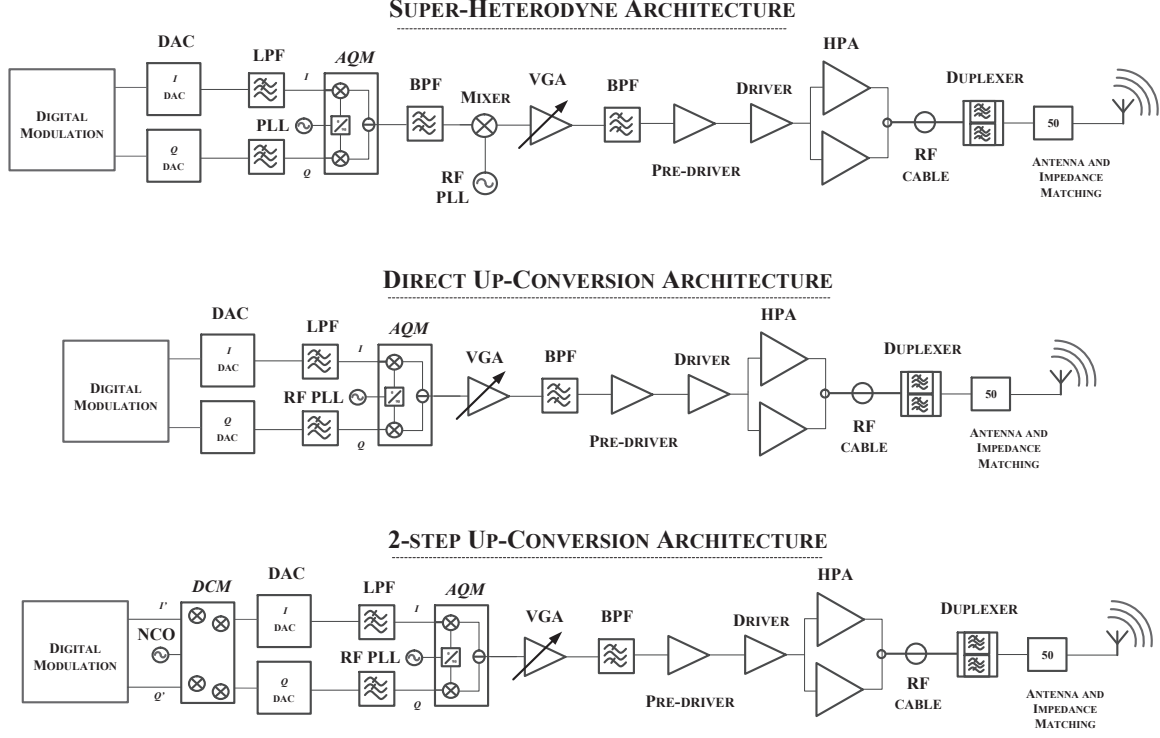 SUPER-HETERODYNE ARCHITECTURE
DAC
LPF
AQM
HPA
DUPLEXER
I
DAC
I
BPF
MIXER
VGA
BPF
DRIVER
DIGITAL
MODULATION
PLL
50
Q
DAC
Q
RF
PLL
PRE-DRIVER
RF
CABLE
ANTENNA AND
IMPEDANCE
MATCHING
DIRECT UP-CONVERSION ARCHITECTURE
DAC
LPF
AQM
HPA
DUPLEXER
I
DAC
I
VGA
BPF
DRIVER
DIGITAL
MODULATION
RF PLL
50
Q
DAC
Q
PRE-DRIVER
RF
CABLE
ANTENNA AND
IMPEDANCE
MATCHING
2-STEP UP-CONVERSION ARCHITECTURE
DCM
DAC
LPF
AQM
HPA
DUPLEXER
I'
I
DAC
I
VGA
BPF
DRIVER
DIGITAL
MODULATION
NCO
RF PLL
50
Q'
Q
DAC
Q
PRE-DRIVER
RF
CABLE
ANTENNA AND
IMPEDANCE
MATCHING